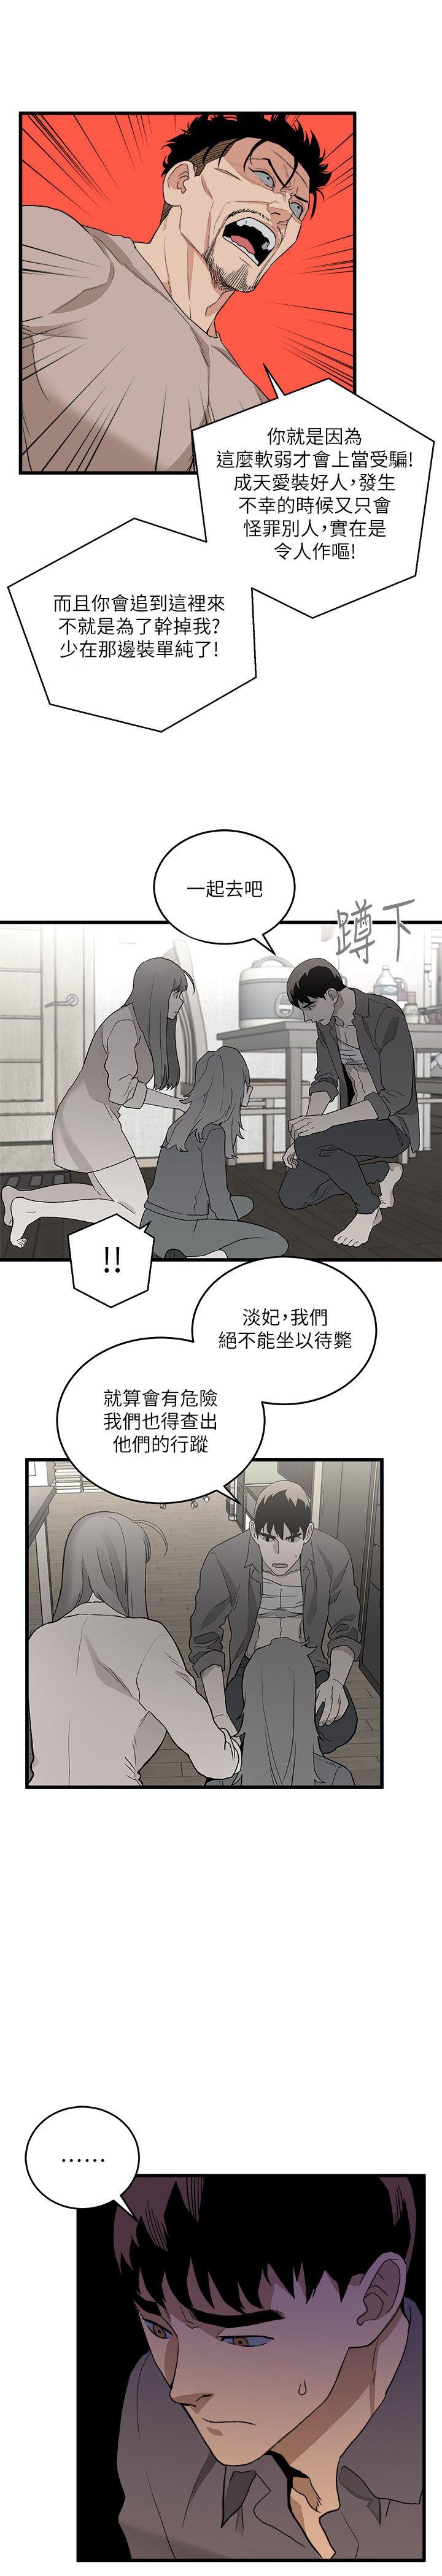 你就是因為
這麼軟弱才會上當受騙!
成天愛裝好人,發生
不幸的時候又只會
怪罪別人,實在是
令人作嘔!
而且你會追到這裡來
不就是為了幹掉我?
少在那邊裝單純了!
一起去吧
蹲下
!!
淡妃,我們
絕不能坐以待斃
就算會有危險
我們也得查出
他們的行蹤
······